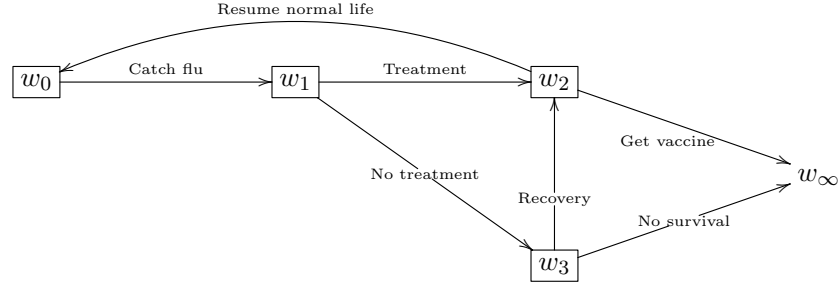 Resume normal life
w₀
Catch flu
w₁
Treatment
w₂
Get vaccine
No treatment
w∞
Recovery
No survival
w₃